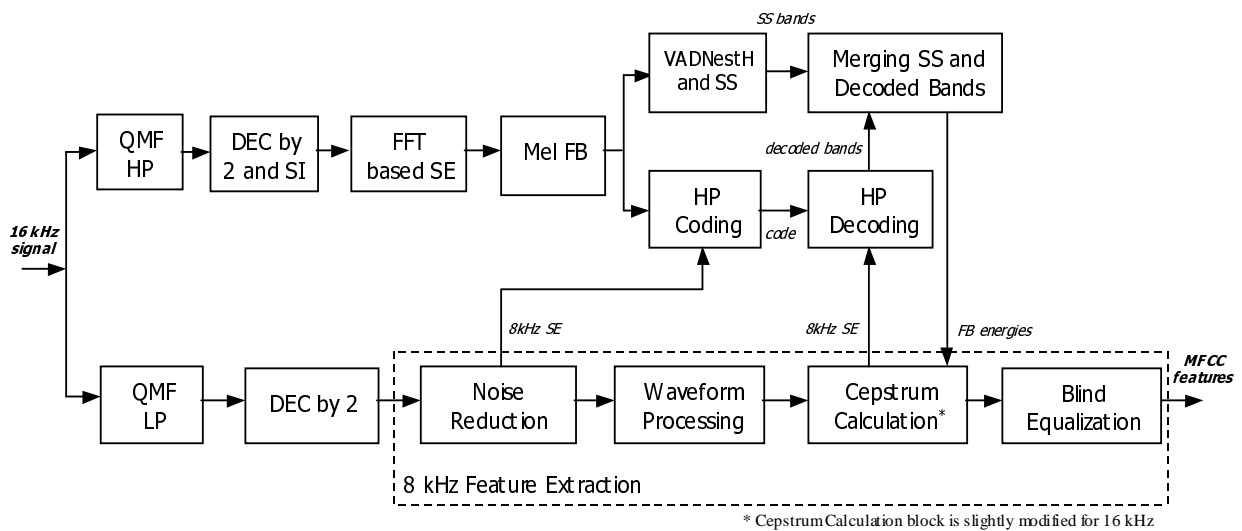 SS bands
VADNestH
and SS
Merging SS and
Decoded Bands
QMF
HP
DEC by
2 and SI
FFT
based SE
Mel FB
decoded bands
HP
Coding
HP
Decoding
code
16 kHz
signal
8kHz SE
8kHz SE
FB energies
MFCC
features
QMF
LP
DEC by 2
Noise
Reduction
Waveform
Processing
Cepstrum
Calculation*
Blind
Equalization
8 kHz Feature Extraction
* Cepstrum Calculation block is slightly modified for 16 kHz